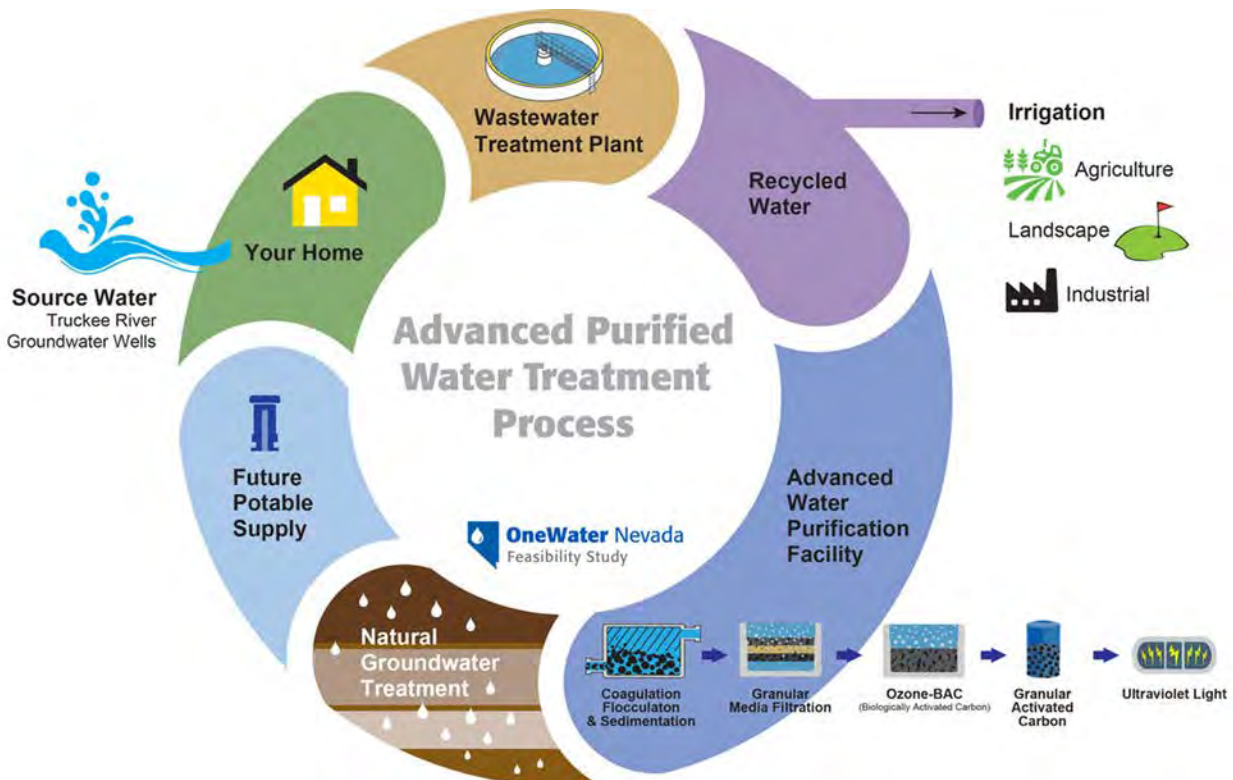 Wastewater
Treatment Plant
Recycled
Water
Irrigation
Agriculture
Landscape
Industrial
Your Home
Source Water
Truckee River
Groundwater Wells
Advanced Purified
Water Treatment
Process
Future
Potable
Supply
Advanced
Water
Purification
Facility
OneWater Nevada
Feasibility Study
Natural
Groundwater
Treatment
Coagulation
Flocculaton
& Sedimentation
Granular
Media Filtration
Ozone-BAC
(Biologically Activated Carbon)
Granular
Activated
Carbon
Ultraviolet Light